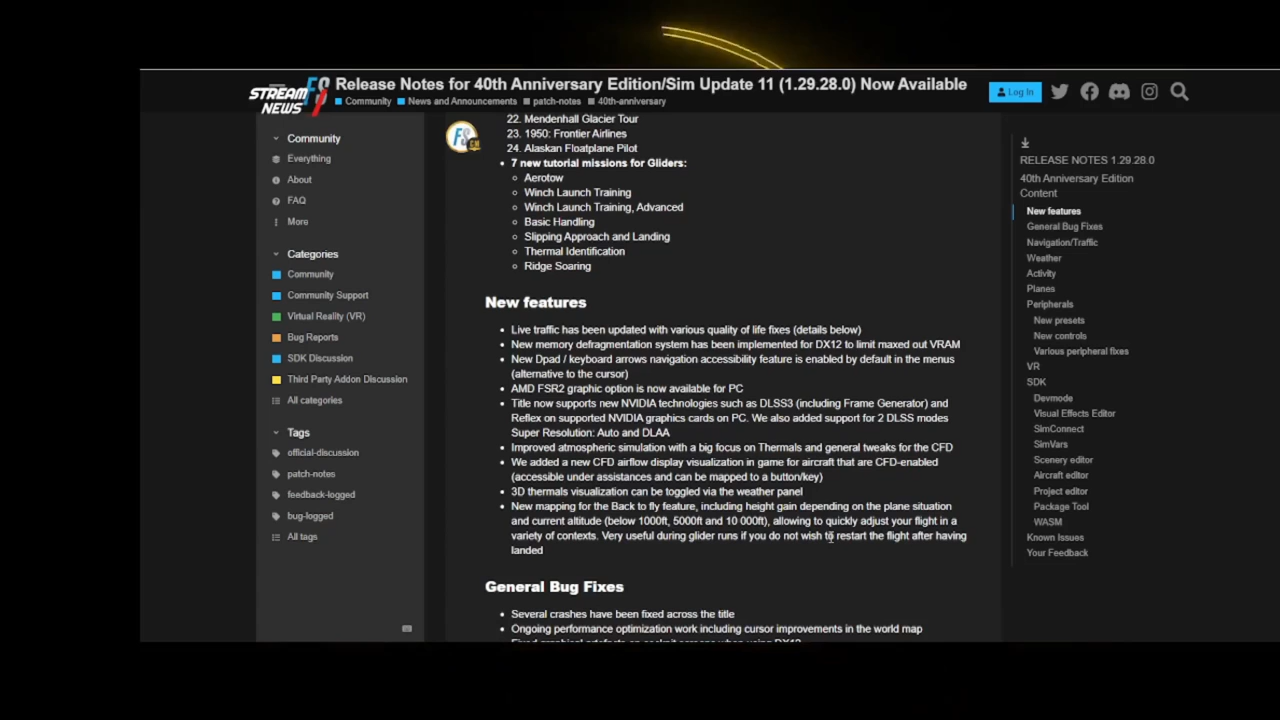 STREAM
NEWS
FS
Release Notes for 40th Anniversary Edition/Sim Update 11 (1.29.28.0) Now Available
Community News and Announcements patch-notes 40th-anniversary
Log In
Community
Everything
About
FAQ
More
Categories
Community
Community Support
Virtual Reality (VR)
Bug Reports
SDK Discussion
Third Party Addon Discussion
All categories
Tags
official-discussion
patch-notes
feedback-logged
bug-logged
All tags
FS
22. Mendenhall Glacier Tour
23. 1950: Frontier Airlines
24. Alaskan Floatplane Pilot
• 7 new tutorial missions for Gliders:
Aerotow
Winch Launch Training
Winch Launch Training, Advanced
Basic Handling
Slipping Approach and Landing
Thermal Identification
Ridge Soaring
New features
• Live traffic has been updated with various quality of life fixes (details below)
• New memory defragmentation system has been implemented for DX12 to limit maxed out VRAM
• New Dpad / keyboard arrows navigation accessibility feature is enabled by default in the menus
(alternative to the cursor)
• AMD FSR2 graphic option is now available for PC
• Title now supports new NVIDIA technologies such as DLSS3 (including Frame Generator) and
Reflex on supported NVIDIA graphics cards on PC. We also added support for 2 DLSS modes
Super Resolution: Auto and DLAA
• Improved atmospheric simulation with a big focus on Thermals and general tweaks for the CFD
• We added a new CFD airflow display visualization in game for aircraft that are CFD-enabled
(accessible under assistances and can be mapped to a button/key)
• 3D thermals visualization can be toggled via the weather panel
• New mapping for the Back to fly feature, including height gain depending on the plane situation
and current altitude (below 1000ft, 5000ft and 10 000ft), allowing to quickly adjust your flight in a
variety of contexts. Very useful during glider runs if you do not wish to restart the flight after having
landed
General Bug Fixes
• Several crashes have been fixed across the title
• Ongoing performance optimization work including cursor improvements in the world map
RELEASE NOTES 1.29.28.0
40th Anniversary Edition
Content
New features
General Bug Fixes
Navigation/Traffic
Weather
Activity
Planes
Peripherals
New presets
New controls
Various peripheral fixes
VR
SDK
Devmode
Visual Effects Editor
SimConnect
SimVars
Scenery editor
Aircraft editor
Project editor
Package Tool
WASM
Known Issues
Your Feedback